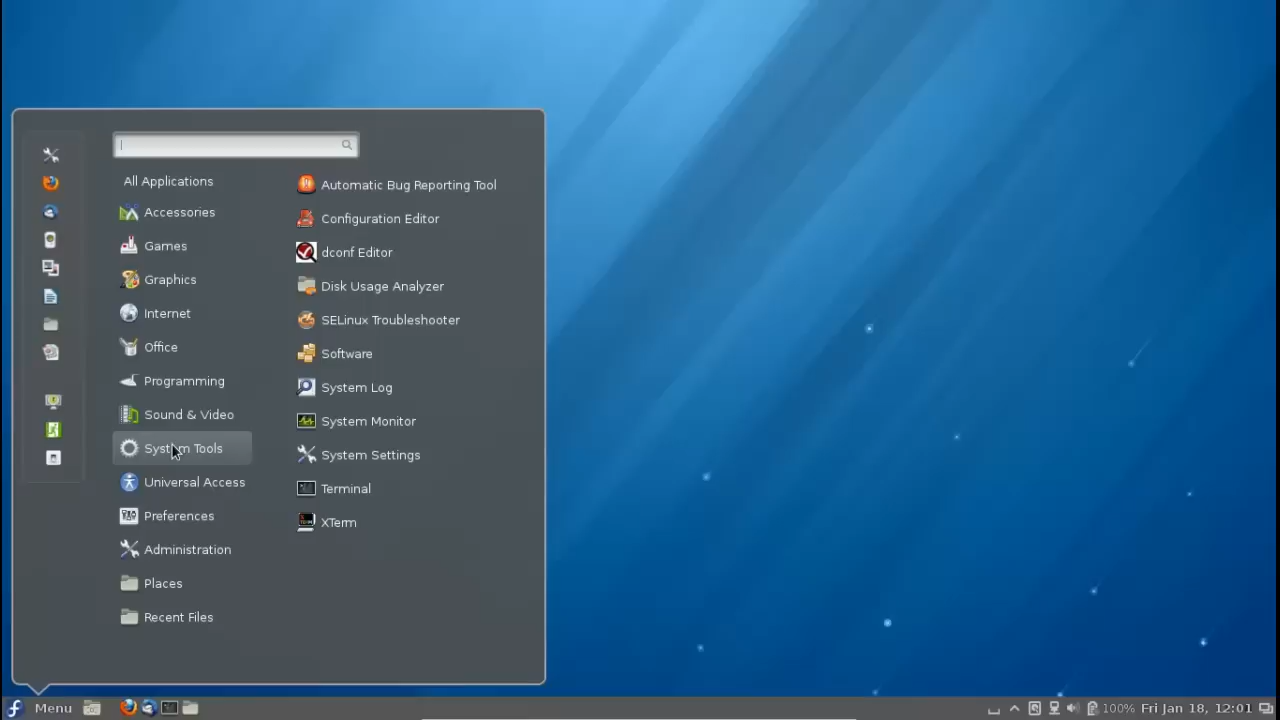 All Applications
Accessories
Games
Graphics
Internet
Office
Programming
Sound & Video
System Tools
Universal Access
Preferences
Administration
Places
Recent Files
Automatic Bug Reporting Tool
Configuration Editor
dconf Editor
Disk Usage Analyzer
SELinux Troubleshooter
Software
System Log
System Monitor
System Settings
Terminal
XTerm
Menu
100% Fri Jan 18, 12:01